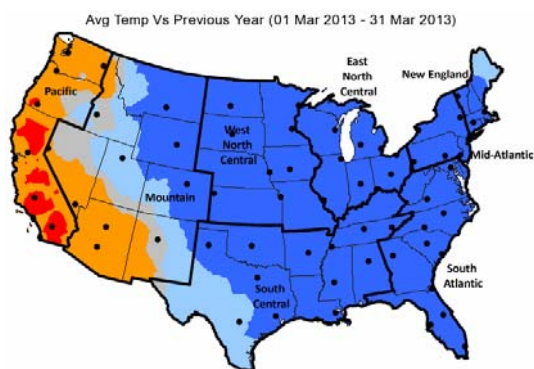 Avg Temp Vs Previous Year (01 Mar 2013 - 31 Mar 2013)
East
North
Central
New England
Pacific
West
North
Central
Mid-Atlantic
Mountain
South
Central
South
Atlantic